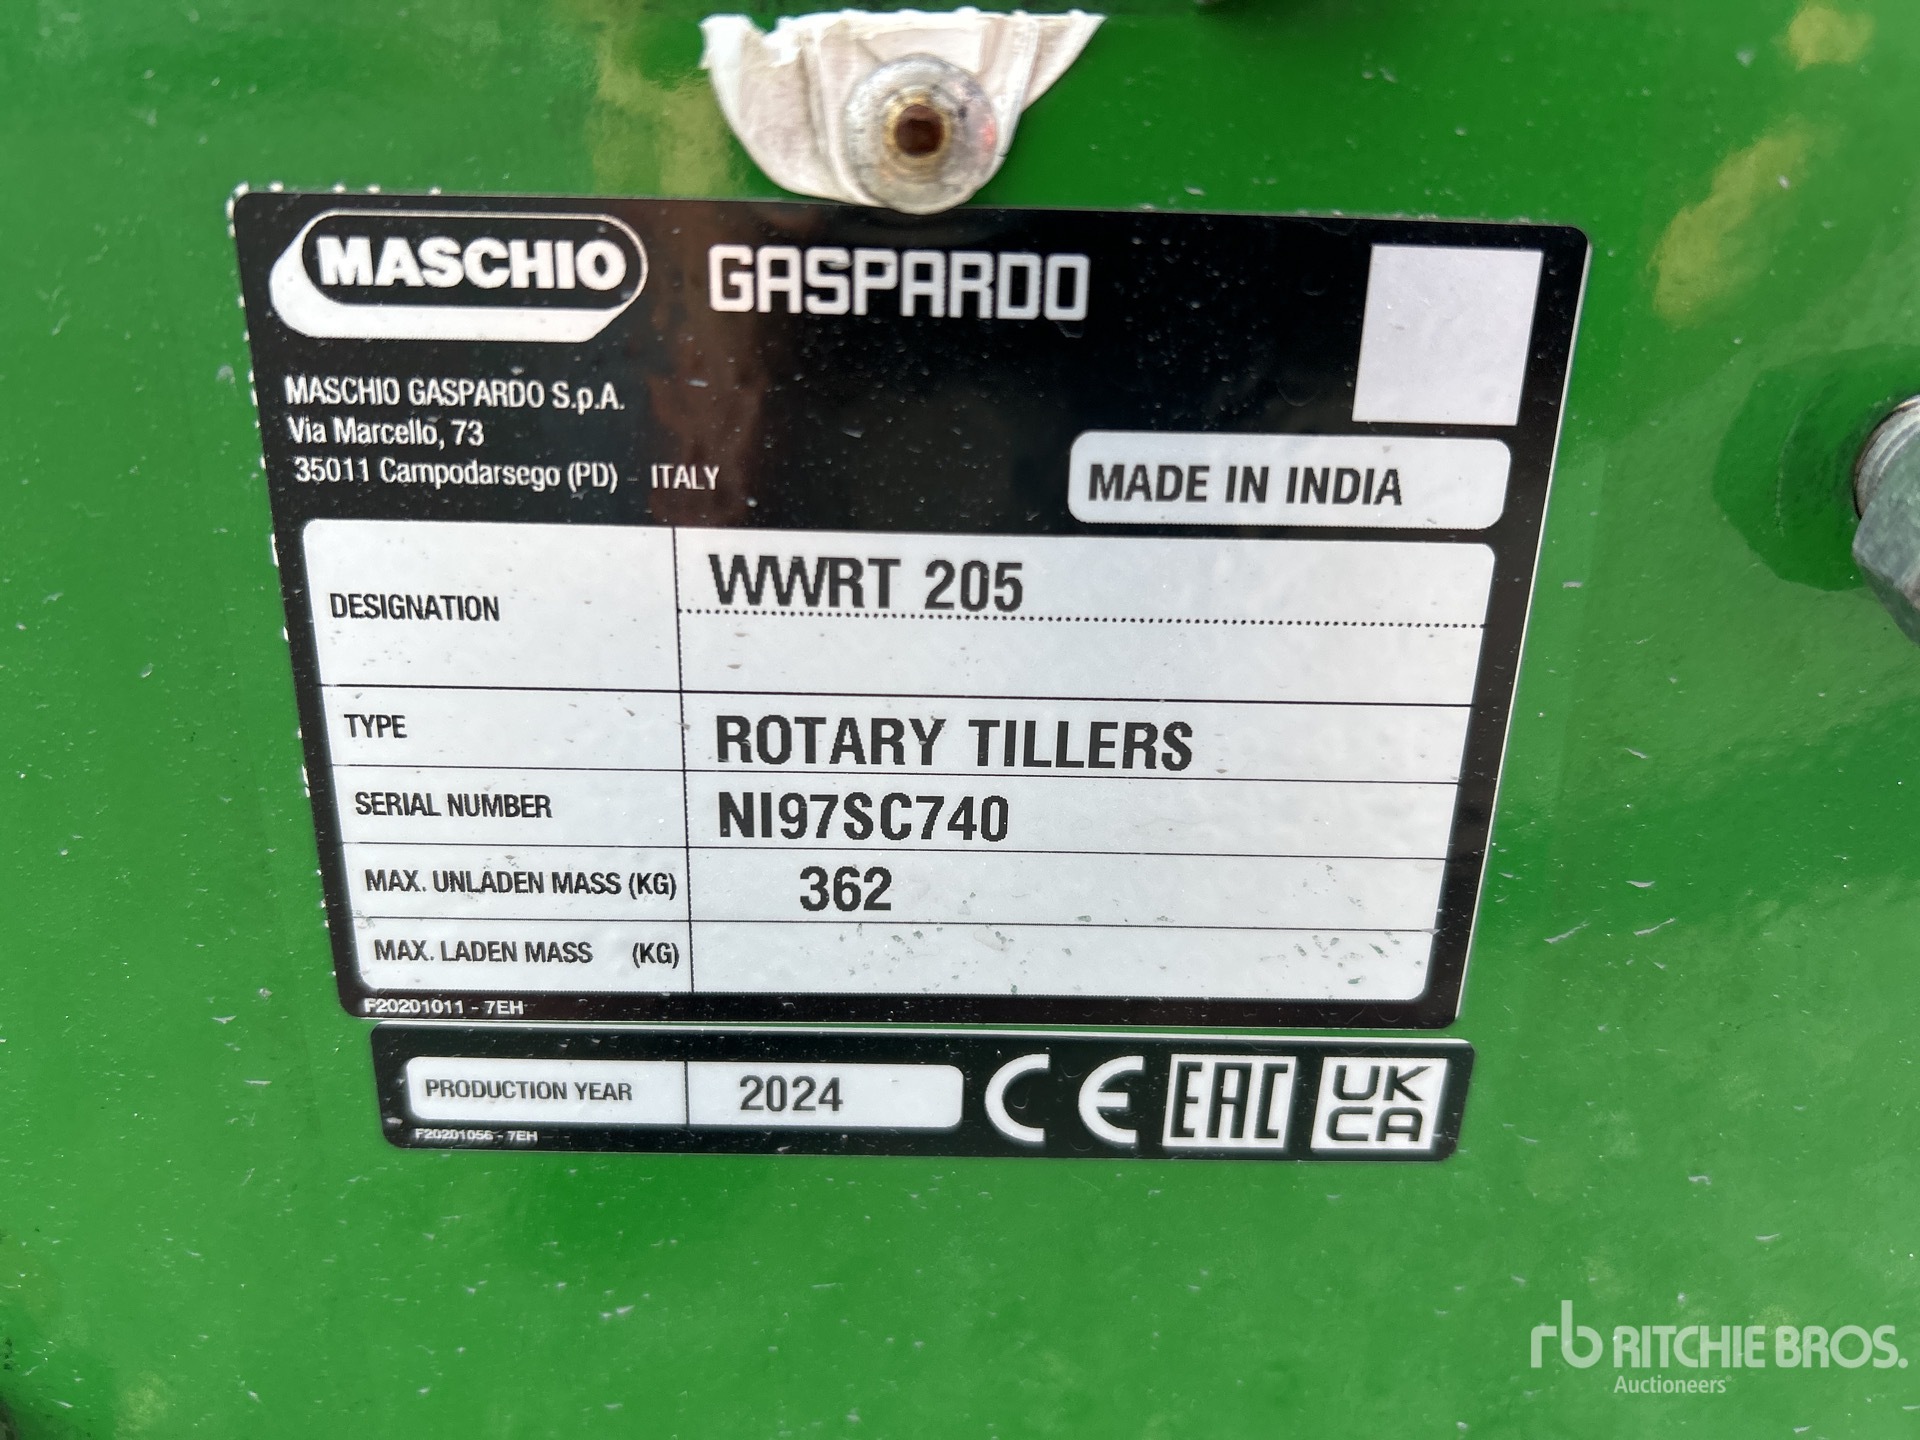 MASCHIO GASPARDO
MASCHIO GASPARDO S.p.A.
Via Marcello, 73
35011 Campodarsego (PD) - ITALY
MADE IN INDIA
DESIGNATION WWRT 205
TYPE ROTARY TILLERS
SERIAL NUMBER NI97SC740
MAX. UNLADEN MASS (KG) 362
MAX. LADEN MASS (KG)
F20201011 - 7EH
PRODUCTION YEAR 2024
CE EAC UK
CA
F20201056 - 7EH
rb RITCHIE BROS.
Auctioneers